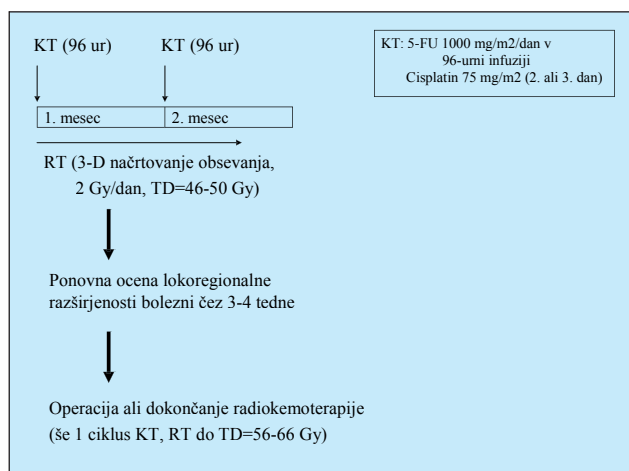 KT (96 ur)
KT (96 ur)
KT: 5-FU 1000 mg/m2/dan v
96-urni infuziji
Cisplatin 75 mg/m2 (2. ali 3. dan)
1. mesec
2. mesec
RT (3-D načrtovanje obsevanja,
2 Gy/dan, TD=46-50 Gy)
Ponovna ocena lokoregionalne
razširjenosti bolezni čez 3-4 tedne
Operacija ali dokončanje radiokemoterapije
(še 1 ciklus KT, RT do TD=56-66 Gy)